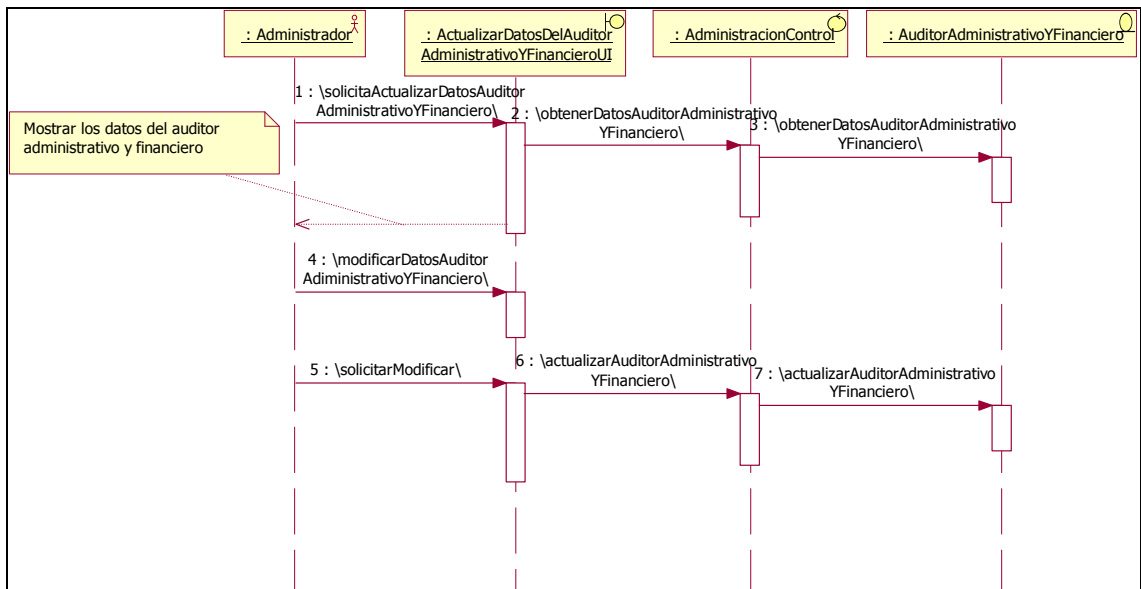 : Administrador
: ActualizarDatosDelAuditor
AdministrativoYFinancieroUI
: AdministracionControl
: AuditorAdministrativoYFinanciero
1 : \solicitaActualizarDatosAuditor
AdministrativoYFinanciero\
2 : \obtenerDatosAuditorAdministrativo
YFinanciero\
3 : \obtenerDatosAuditorAdministrativo
YFinanciero\
Mostrar los datos del auditor
administrativo y financiero
4 : \modificarDatosAuditor
AdiministrativoYFinanciero\
5 : \solicitarModificar\
6 : \actualizarAuditorAdministrativo
YFinanciero\
7 : \actualizarAuditorAdministrativo
YFinanciero\